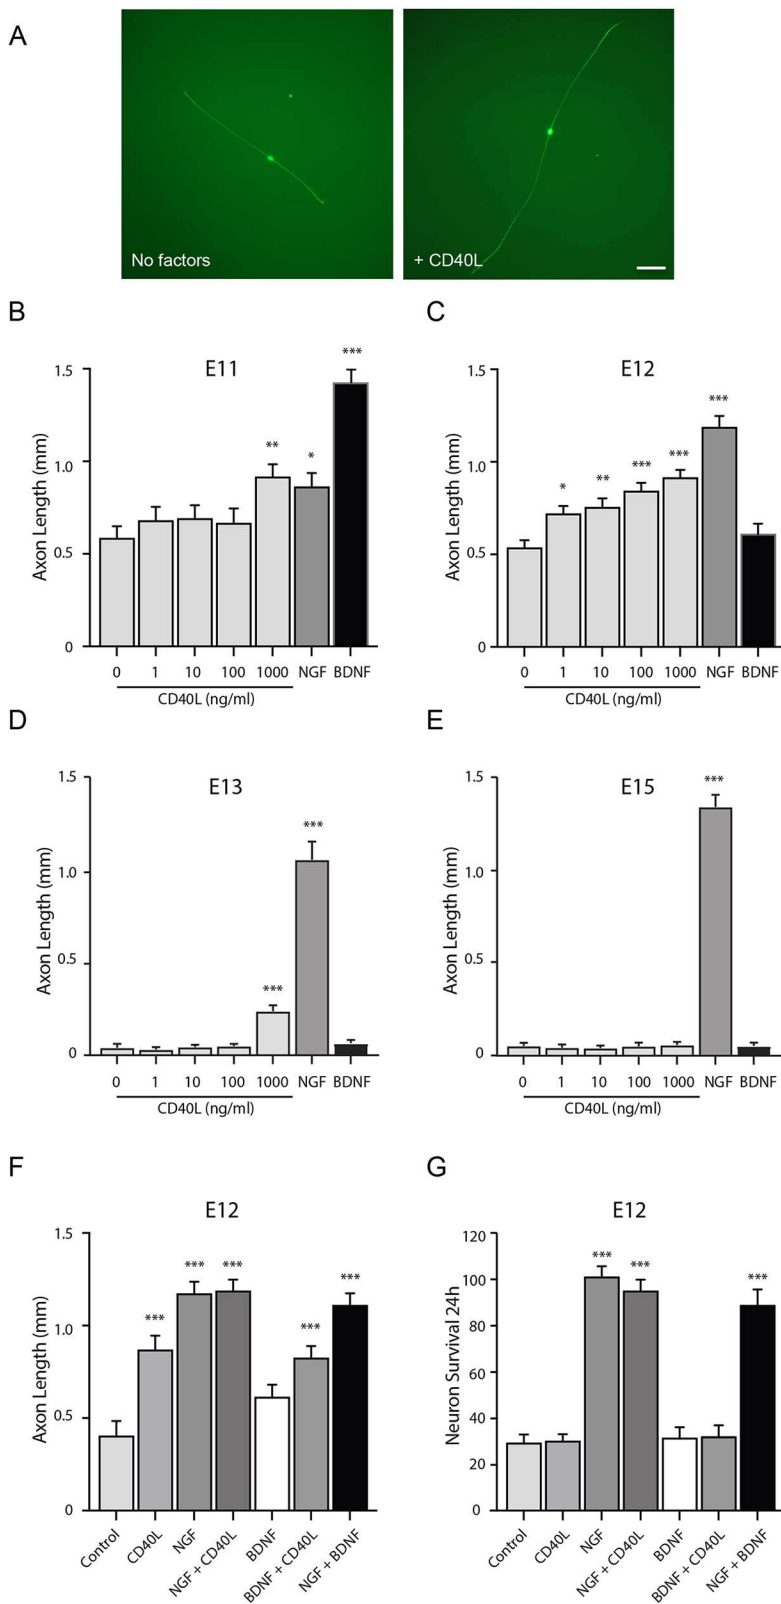 A
No factors
+ CD40L
B
E11
Axon Length (mm)
1.5
1.0
0.5
0
** * ***
0 1 10 100 1000 NGF BDNF
CD40L (ng/ml)
C
E12
Axon Length (mm)
1.5
1.0
0.5
0
* ** *** *** ***
0 1 10 100 1000 NGF BDNF
CD40L (ng/ml)
D
E13
Axon Length (mm)
1.5
1.0
0.5
0
*** ***
0 1 10 100 1000 NGF BDNF
CD40L (ng/ml)
E
E15
Axon Length (mm)
1.5
1.0
0.5
0
***
0 1 10 100 1000 NGF BDNF
CD40L (ng/ml)
F
E12
Axon Length (mm)
1.5
1.0
0.5
0
*** *** *** *** ***
Control
CD40L
NGF
NGF + CD40L
BDNF
BDNF + CD40L
NGF + BDNF
G
E12
Neuron Survival 24h
120
100
80
60
40
20
0
*** *** ***
Control
CD40L
NGF
NGF + CD40L
BDNF
BDNF + CD40L
NGF + BDNF